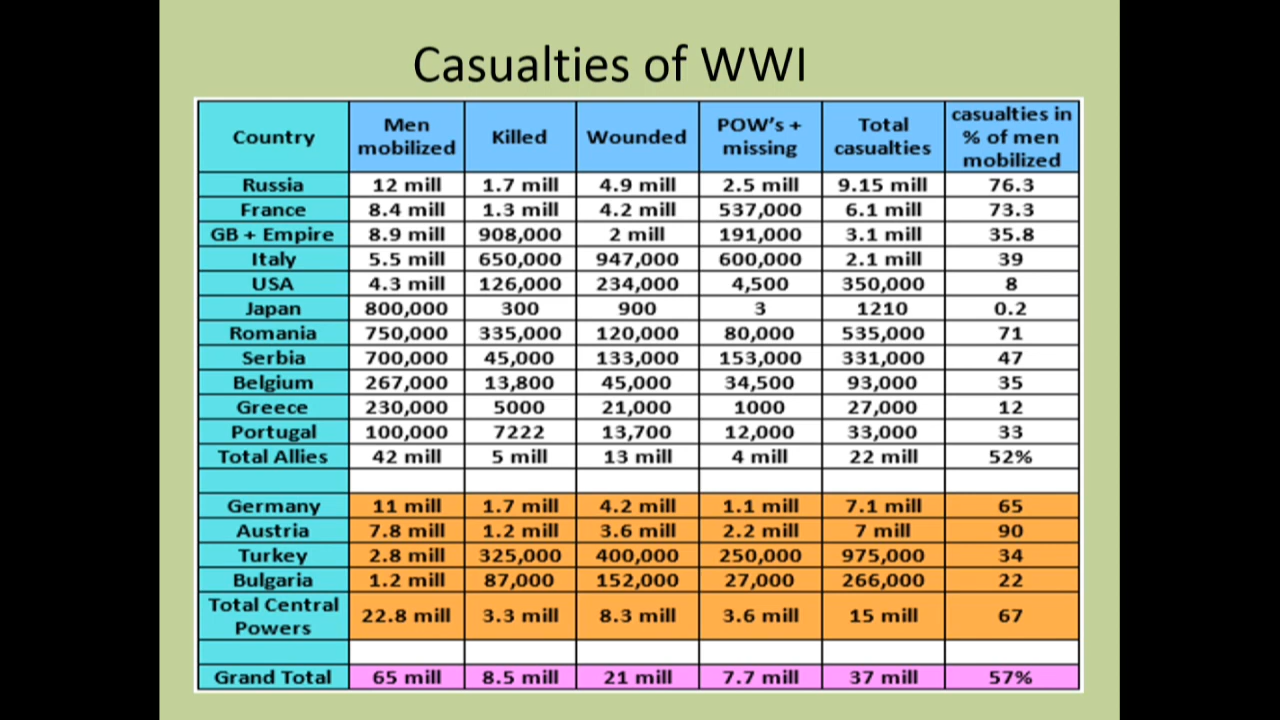 Casualties of WWI
Country Men mobilized Killed Wounded POW's + missing Total casualties casualties in % of men mobilized
Russia 12 mill 1.7 mill 4.9 mill 2.5 mill 9.15 mill 76.3
France 8.4 mill 1.3 mill 4.2 mill 537,000 6.1 mill 73.3
GB + Empire 8.9 mill 908,000 2 mill 191,000 3.1 mill 35.8
Italy 5.5 mill 650,000 947,000 600,000 2.1 mill 39
USA 4.3 mill 126,000 234,000 4,500 350,000 8
Japan 800,000 300 900 3 1210 0.2
Romania 750,000 335,000 120,000 80,000 535,000 71
Serbia 700,000 45,000 133,000 153,000 331,000 47
Belgium 267,000 13,800 45,000 34,500 93,000 35
Greece 230,000 5000 21,000 1000 27,000 12
Portugal 100,000 7222 13,700 12,000 33,000 33
Total Allies 42 mill 5 mill 13 mill 4 mill 22 mill 52%
Germany 11 mill 1.7 mill 4.2 mill 1.1 mill 7.1 mill 65
Austria 7.8 mill 1.2 mill 3.6 mill 2.2 mill 7 mill 90
Turkey 2.8 mill 325,000 400,000 250,000 975,000 34
Bulgaria 1.2 mill 87,000 152,000 27,000 266,000 22
Total Central Powers 22.8 mill 3.3 mill 8.3 mill 3.6 mill 15 mill 67
Grand Total 65 mill 8.5 mill 21 mill 7.7 mill 37 mill 57%